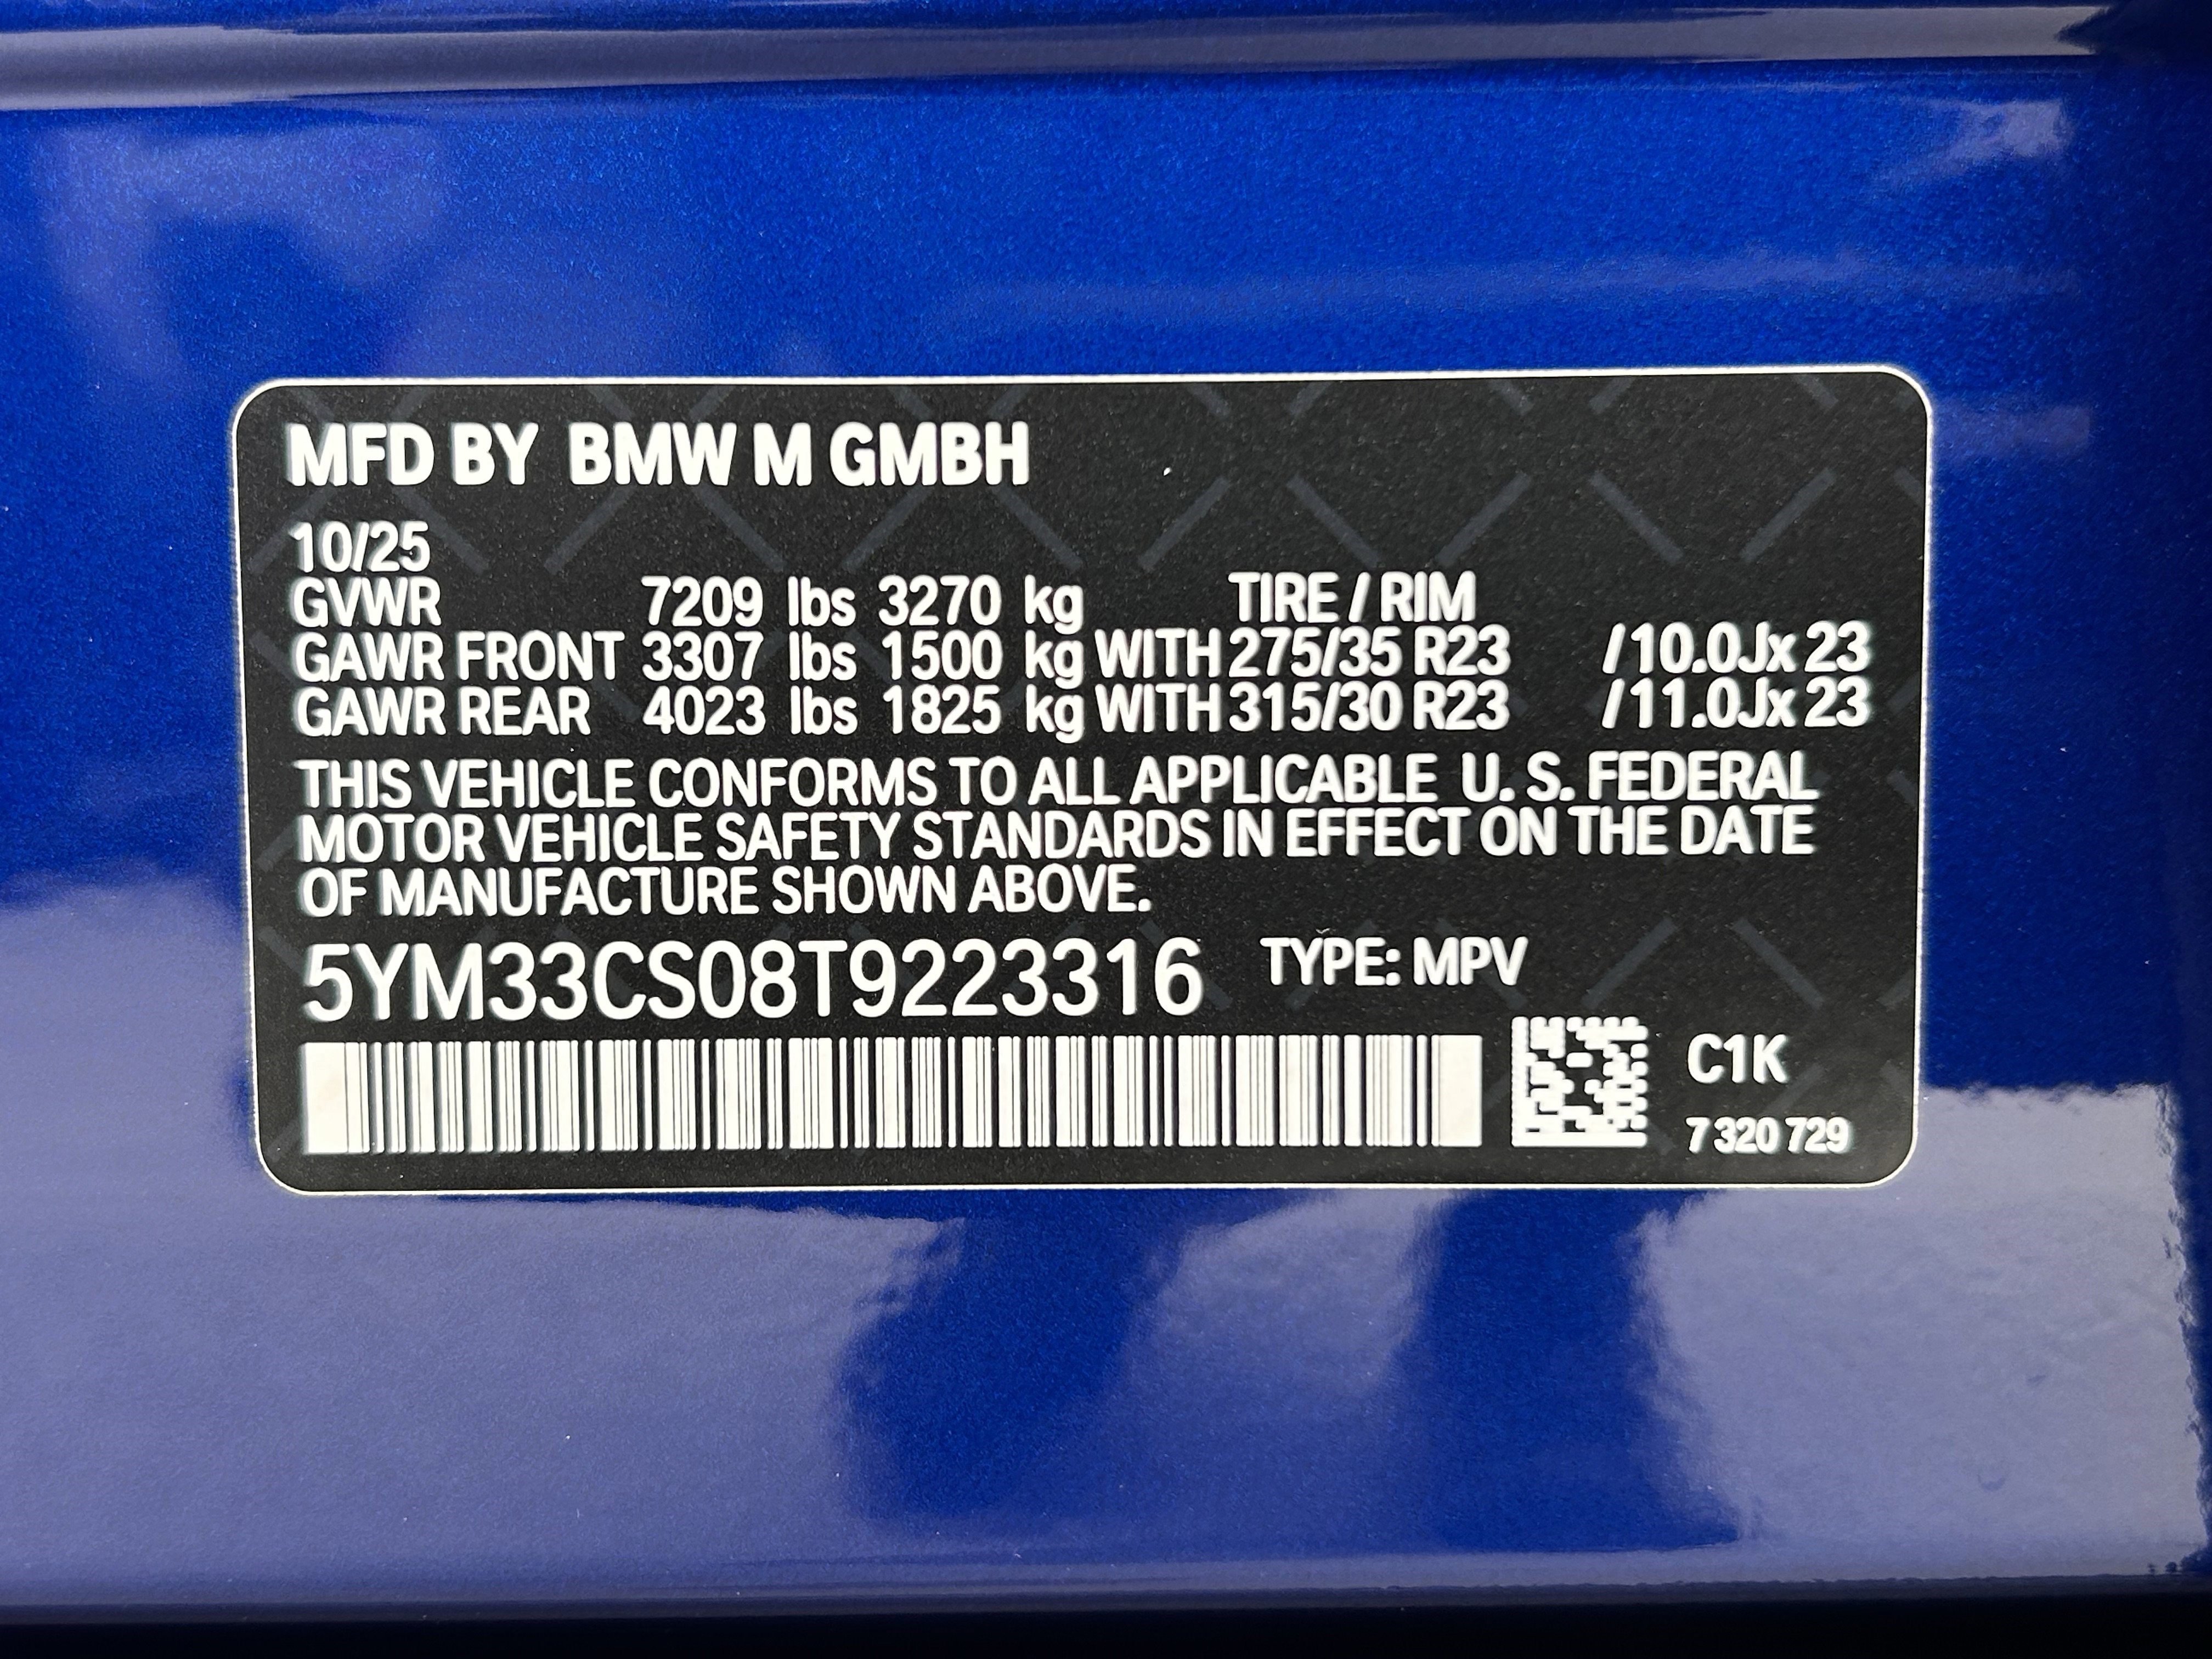 MFD BY BMW M GMBH
10/25
GVWR 7209 lbs 3270 kg TIRE / RIM
GAWR FRONT 3307 lbs 1500 kg WITH 275/35 R23 / 10.0Jx 23
GAWR REAR 4023 lbs 1825 kg WITH 315/30 R23 / 11.0Jx 23
THIS VEHICLE CONFORMS TO ALL APPLICABLE U. S. FEDERAL
MOTOR VEHICLE SAFETY STANDARDS IN EFFECT ON THE DATE
OF MANUFACTURE SHOWN ABOVE.
5YM33CS08T9223316 TYPE: MPV
C1K
7 320 729